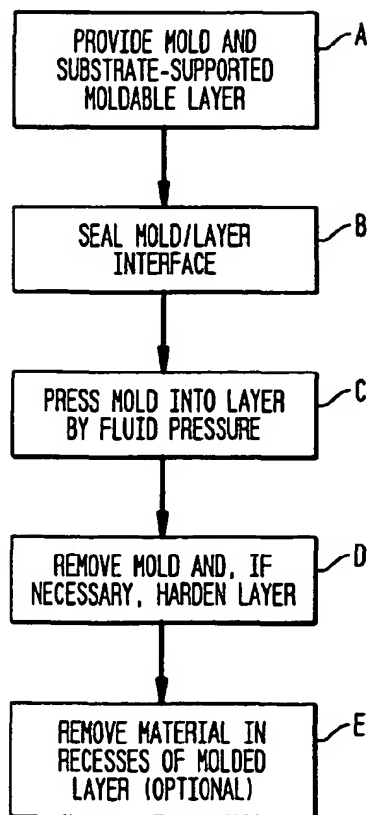 PROVIDE MOLD AND
SUBSTRATE-SUPPORTED
MOLDABLE LAYER
A
SEAL MOLD/LAYER
INTERFACE
B
PRESS MOLD INTO LAYER
BY FLUID PRESSURE
C
REMOVE MOLD AND, IF
NECESSARY, HARDEN LAYER
D
REMOVE MATERIAL IN
RECESSES OF MOLDED
LAYER (OPTIONAL)
E